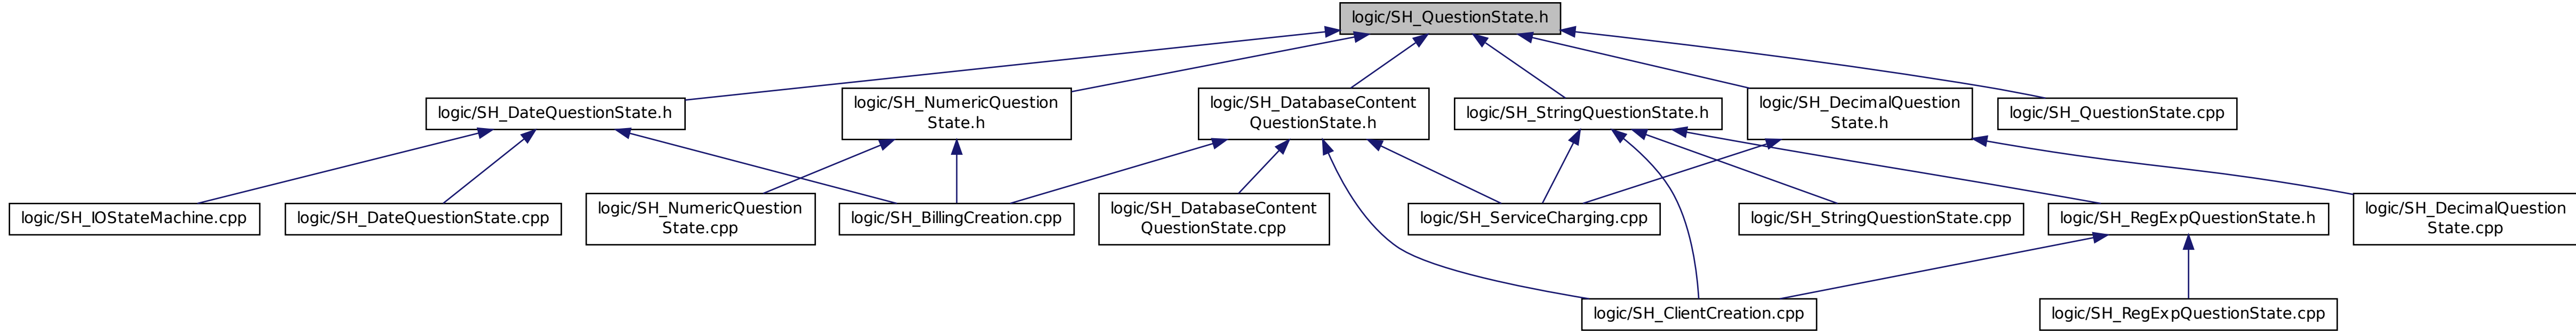 logic/SH_QuestionState.h
logic/SH_DateQuestionState.h
logic/SH_NumericQuestion
State.h
logic/SH_DatabaseContent
QuestionState.h
logic/SH_StringQuestionState.h
logic/SH_DecimalQuestion
State.h
logic/SH_QuestionState.cpp
logic/SH_IOStateMachine.cpp
logic/SH_DateQuestionState.cpp
logic/SH_NumericQuestion
State.cpp
logic/SH_BillingCreation.cpp
logic/SH_DatabaseContent
QuestionState.cpp
logic/SH_ServiceCharging.cpp
logic/SH_StringQuestionState.cpp
logic/SH_RegExpQuestionState.h
logic/SH_DecimalQuestion
State.cpp
logic/SH_ClientCreation.cpp
logic/SH_RegExpQuestionState.cpp